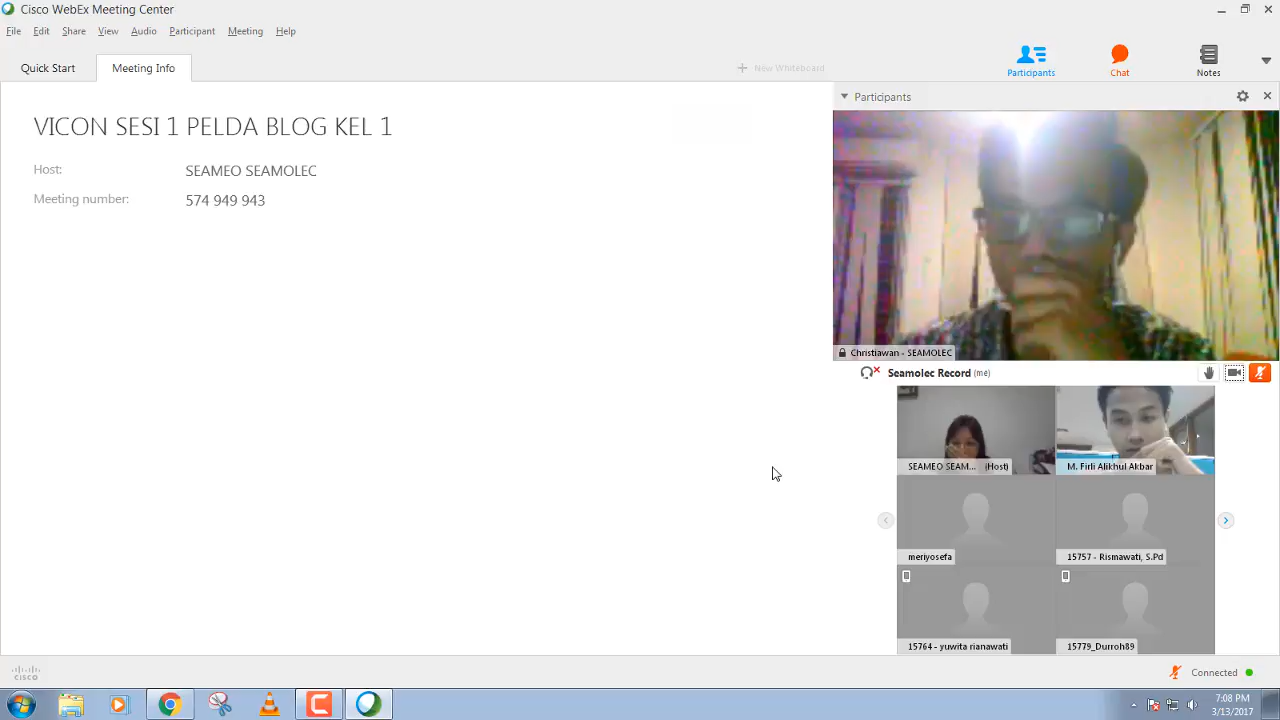 Cisco WebEx Meeting Center
File Edit Share View Audio Participant Meeting Help
Quick Start
Meeting Info
New Whiteboard
Participants
Chat
Notes
VICON SESI 1 PELDA BLOG KEL 1
Host: SEAMEO SEAMOLEC
Meeting number: 574 949 943
Participants
Christiawan - SEAMOLEC
Seamolec Record (me)
SEAMEO SEAM... (Host)
M. Firli Alikhul Akbar
meriyosefa
15757 - Rismawati, S.Pd
15764 - yuwita rianawati
15779_Durroh89
cisco
Connected
7:08 PM
3/13/2017